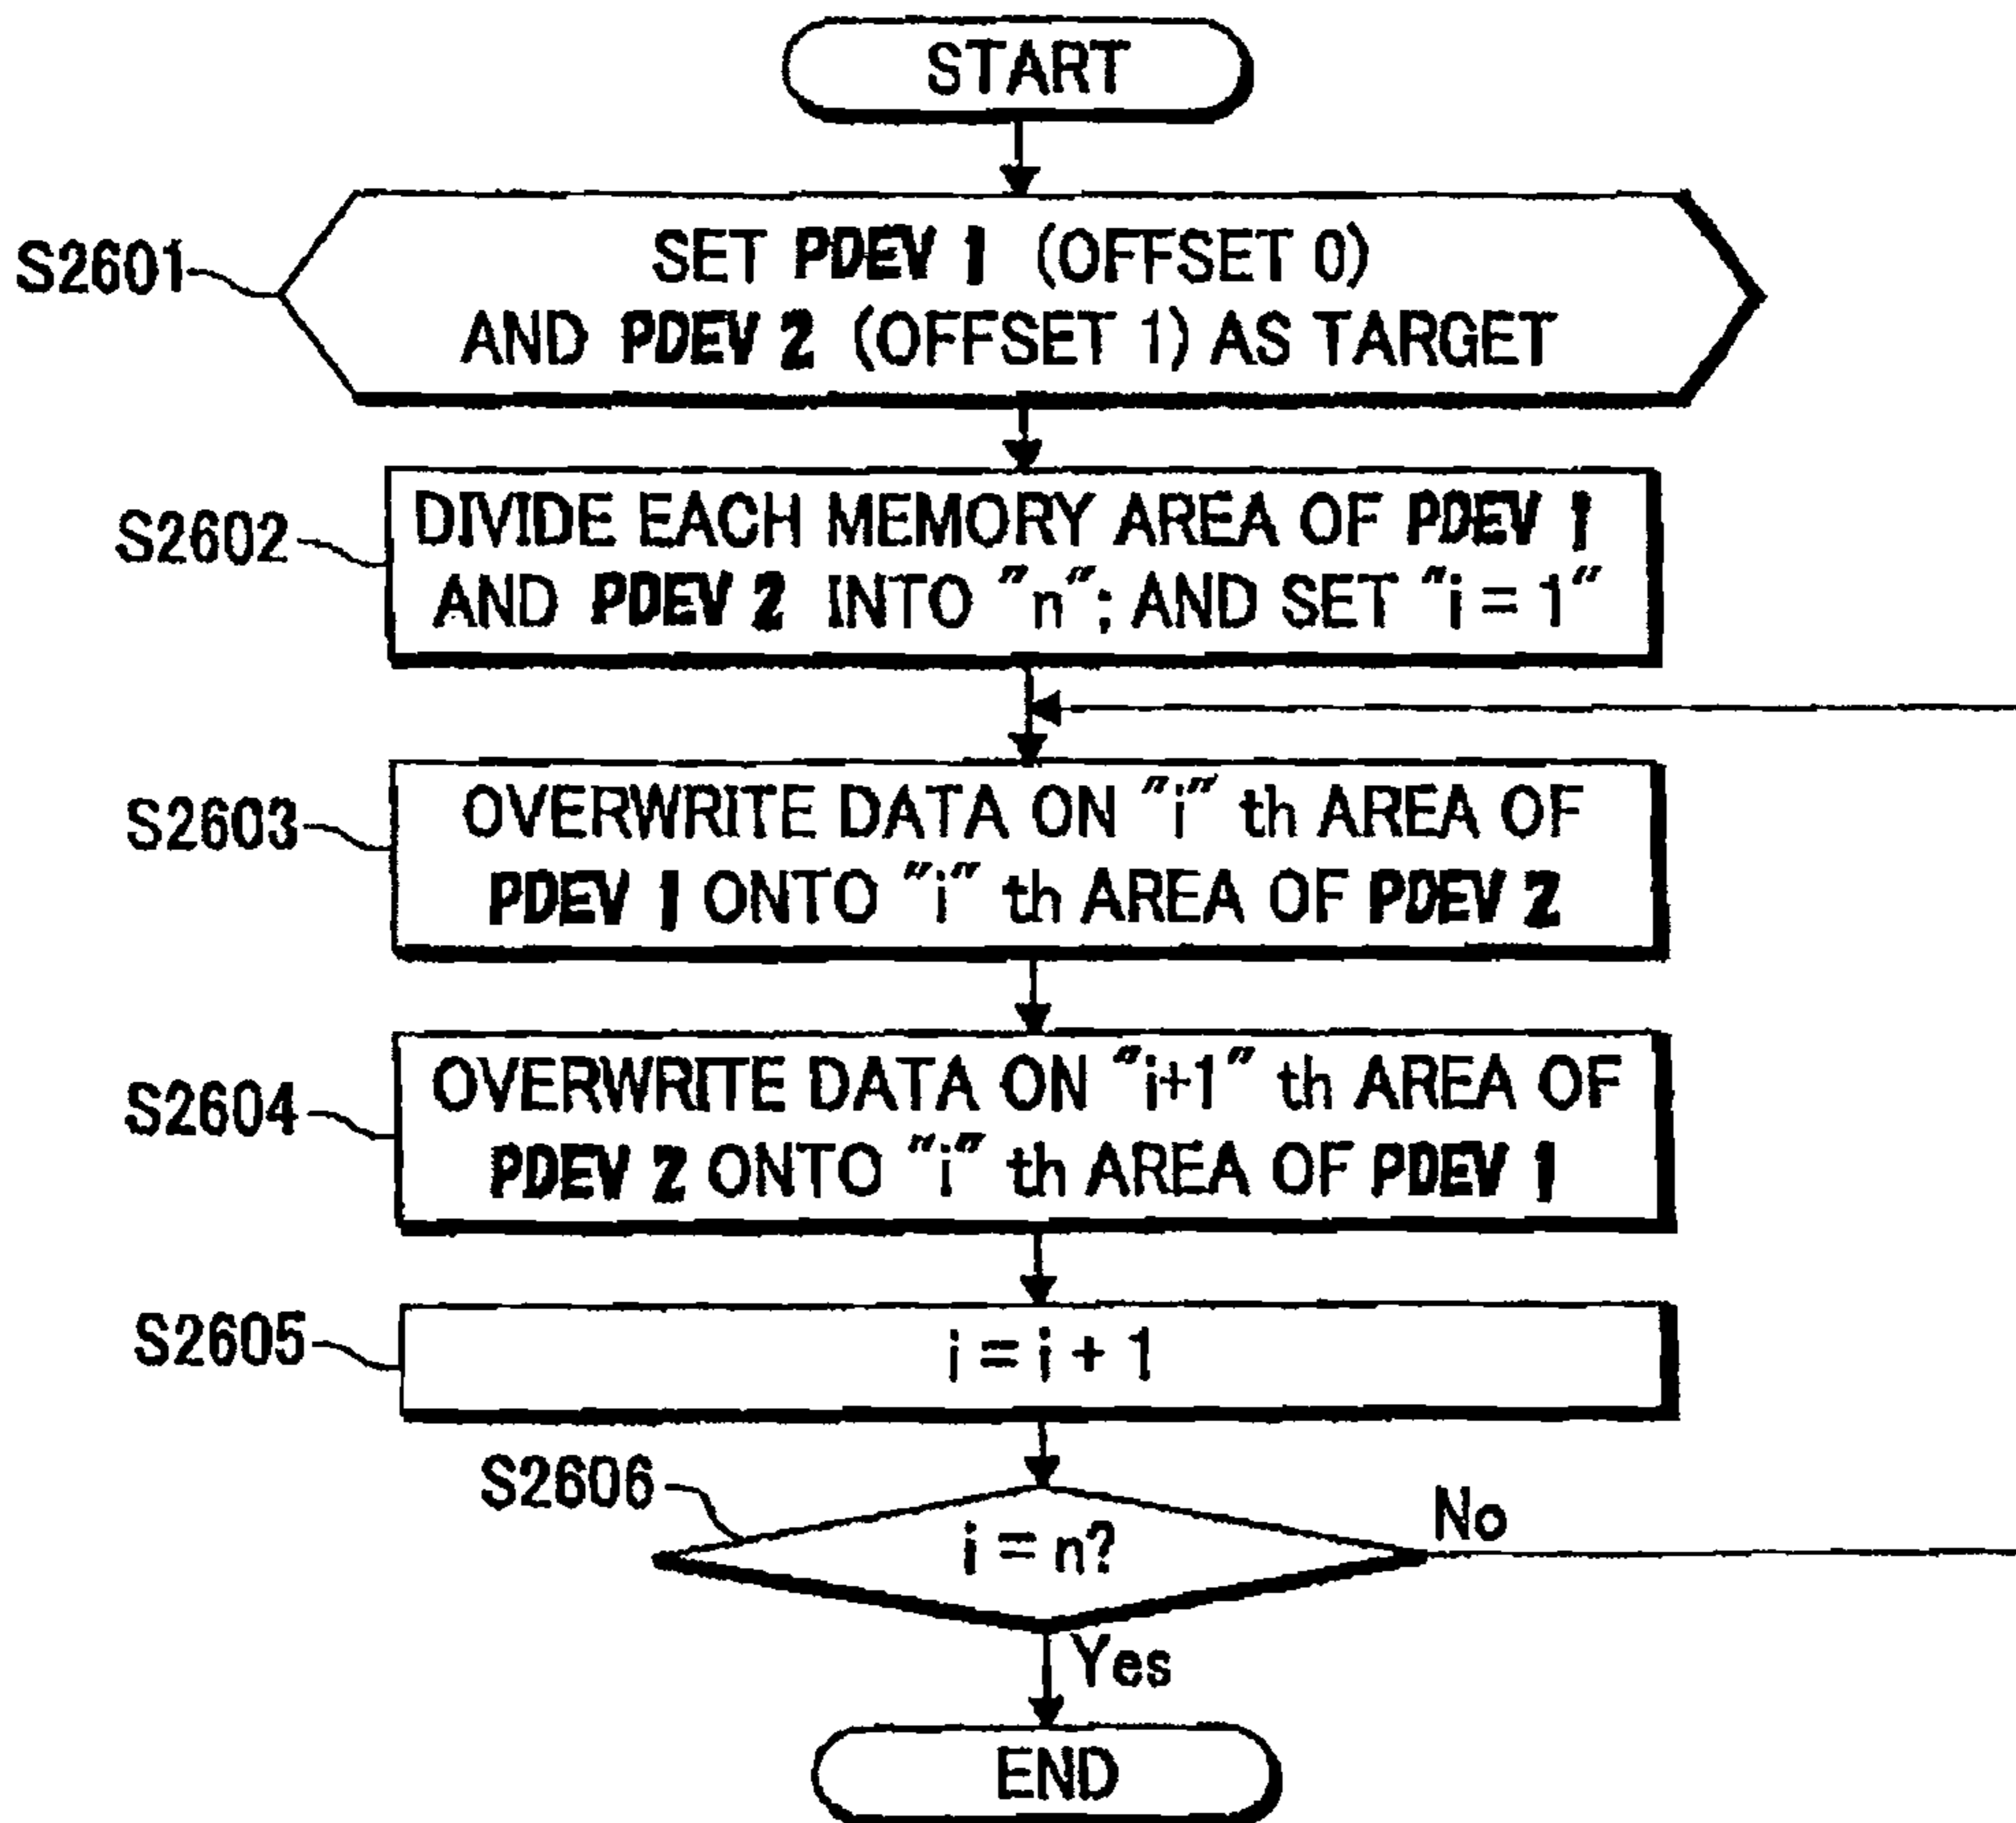 START
S2601
SET PDEV 1 (OFFSET 0)
AND PDEV 2 (OFFSET 1) AS TARGET
S2602
DIVIDE EACH MEMORY AREA OF PDEV 1
AND PDEV 2 INTO "n"; AND SET "i = 1"
S2603
OVERWRITE DATA ON "i" th AREA OF
PDEV 1 ONTO "i" th AREA OF PDEV 2
S2604
OVERWRITE DATA ON "i+1" th AREA OF
PDEV 2 ONTO "i" th AREA OF PDEV 1
S2605
i = i + 1
S2606
i = n?
No
Yes
END